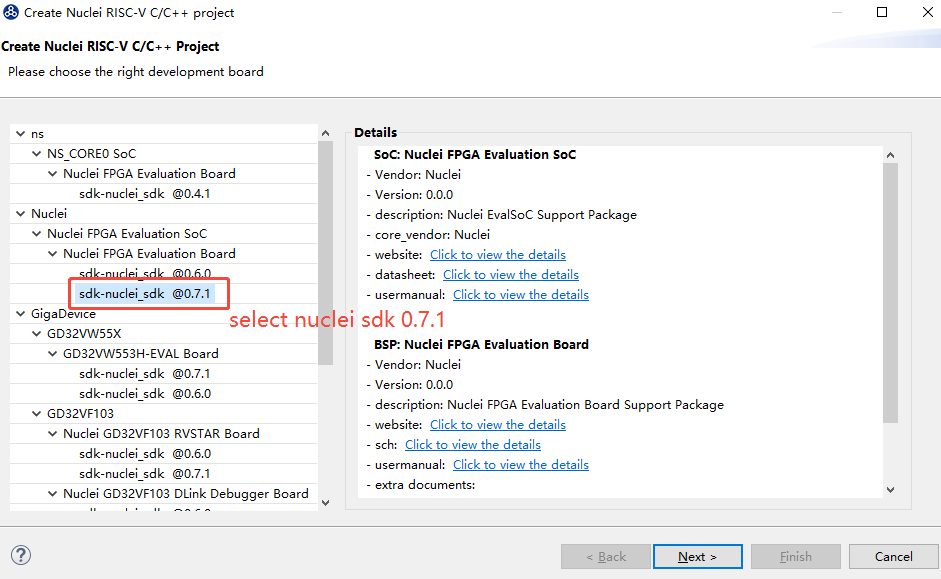 Create Nuclei RISC-V C/C++ project
Create Nuclei RISC-V C/C++ Project
Please choose the right development board
ns
NS_CORE0 SoC
Nuclei FPGA Evaluation Board
sdk-nuclei_sdk @0.4.1
Nuclei
Nuclei FPGA Evaluation SoC
Nuclei FPGA Evaluation Board
sdk-nuclei_sdk @0.6.0
sdk-nuclei_sdk @0.7.1
select nuclei sdk 0.7.1
GigaDevice
GD32VW55X
GD32VW553H-EVAL Board
sdk-nuclei_sdk @0.7.1
sdk-nuclei_sdk @0.6.0
GD32VF103
Nuclei GD32VF103 RVSTAR Board
sdk-nuclei_sdk @0.6.0
sdk-nuclei_sdk @0.7.1
Nuclei GD32VF103 DLink Debugger Board
Details
SoC: Nuclei FPGA Evaluation SoC
- Vendor: Nuclei
- Version: 0.0.0
- description: Nuclei EvalSoC Support Package
- core_vendor: Nuclei
- website: Click to view the details
- datasheet: Click to view the details
- usermanual: Click to view the details
BSP: Nuclei FPGA Evaluation Board
- Vendor: Nuclei
- Version: 0.0.0
- description: Nuclei FPGA Evaluation Board Support Package
- website: Click to view the details
- sch: Click to view the details
- usermanual: Click to view the details
- extra documents:
?
< Back
Next >
Finish
Cancel